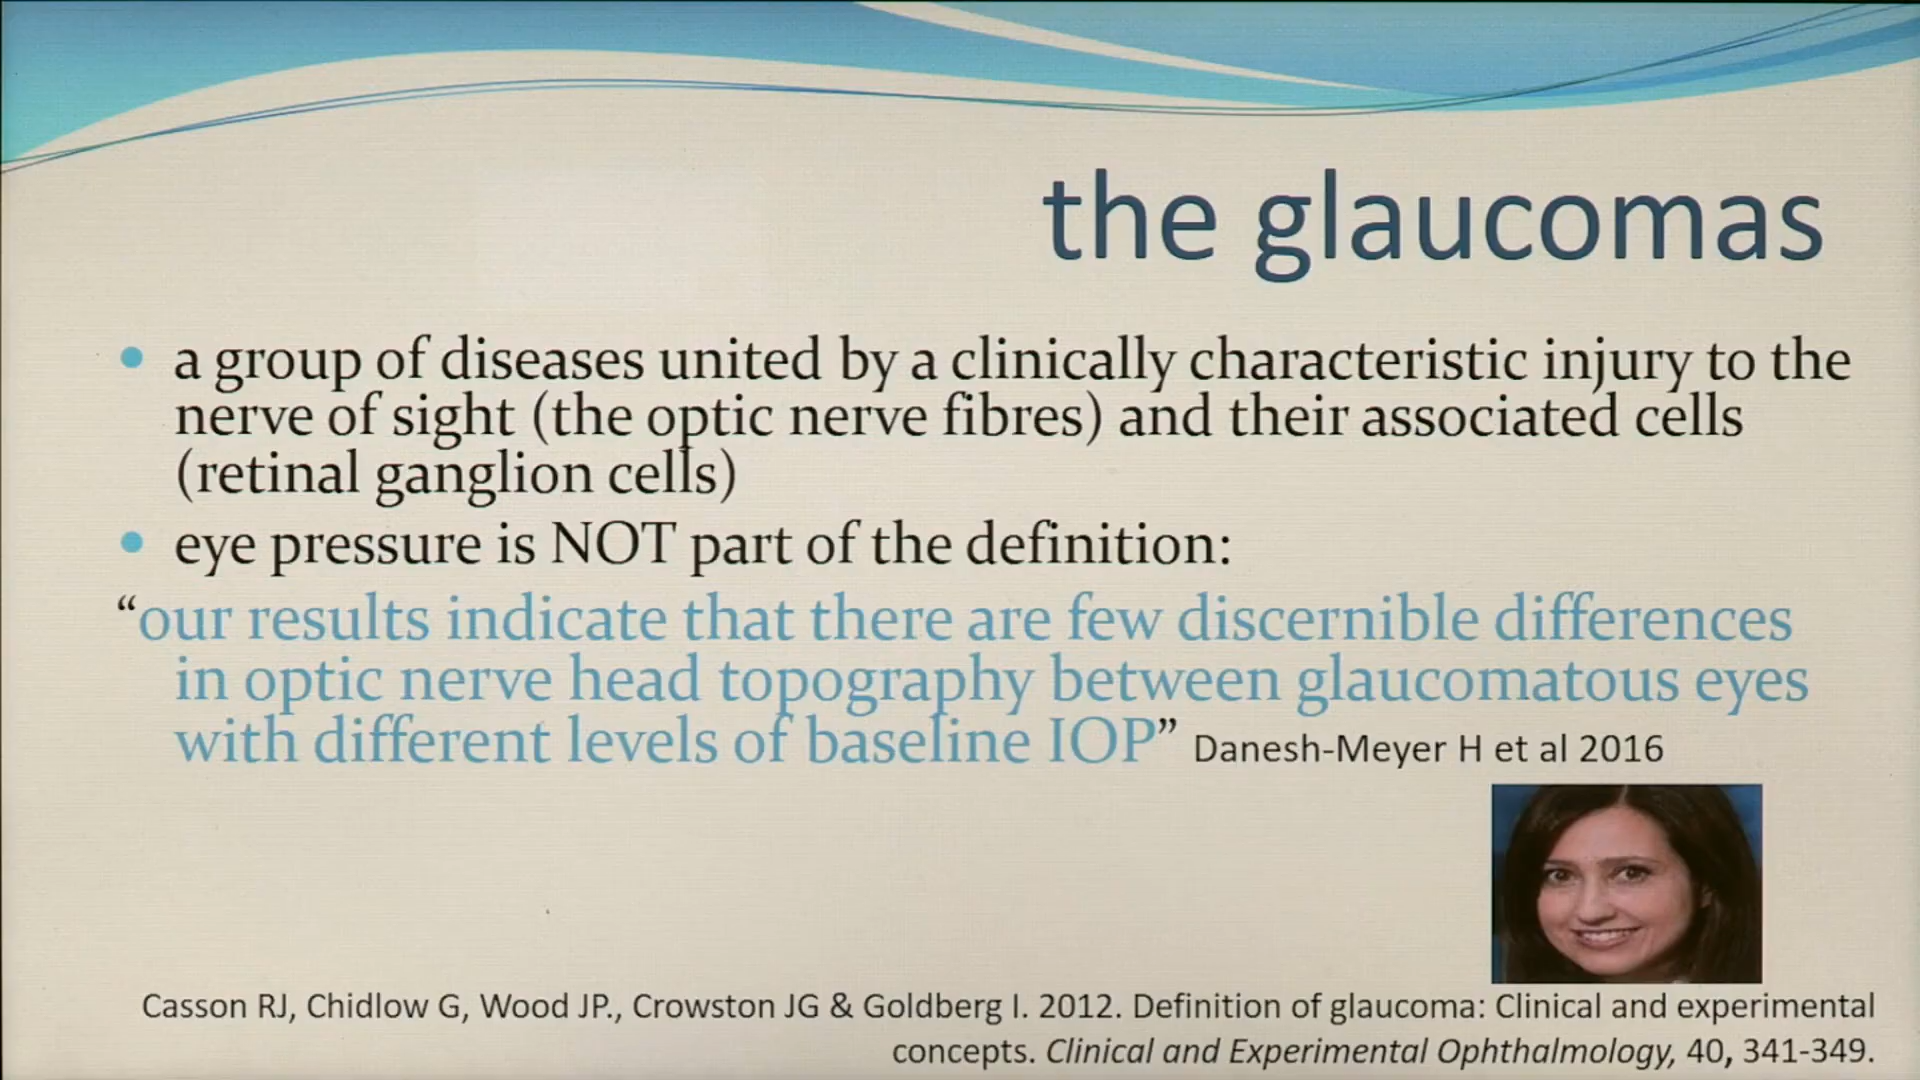 the glaucomas
• a group of diseases united by a clinically characteristic injury to the
nerve of sight (the optic nerve fibres) and their associated cells
(retinal ganglion cells)
• eye pressure is NOT part of the definition:
“our results indicate that there are few discernible differences
in optic nerve head topography between glaucomatous eyes
with different levels of baseline IOP” Danesh-Meyer H et al 2016
Casson RJ, Chidlow G, Wood JP., Crowston JG & Goldberg I. 2012. Definition of glaucoma: Clinical and experimental
concepts. Clinical and Experimental Ophthalmology, 40, 341-349.